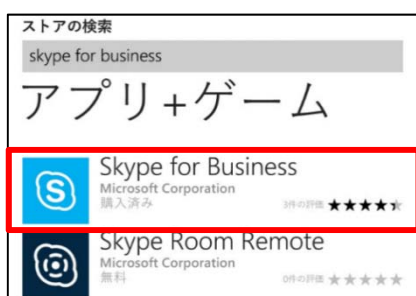 ストアの検索
skype for business
アプリ+ゲーム
Skype for Business
Microsoft Corporation
購入済み
3件の評価
Skype Room Remote
Microsoft Corporation
無料
0件の評価